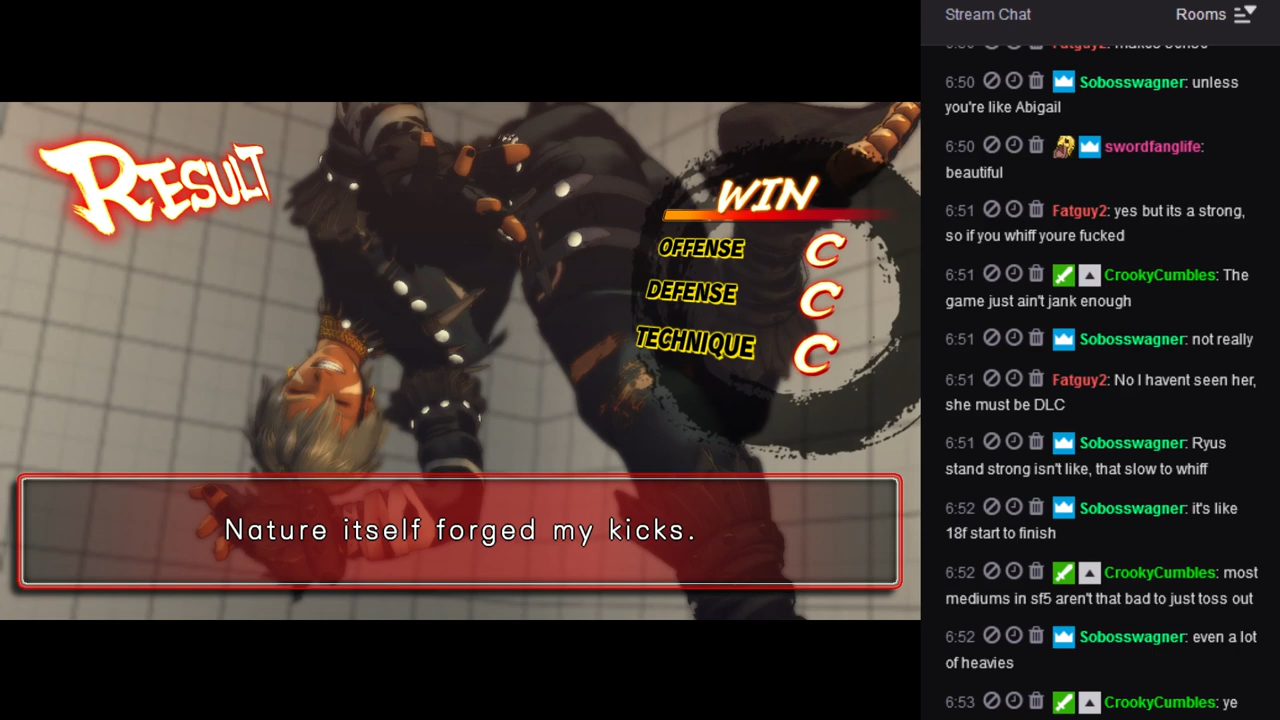 Stream Chat
Rooms
6:50 Fatguy2: makes sense
6:50 Sobosswagner: unless
you're like Abigail
6:50 swordfanglife:
beautiful
6:51 Fatguy2: yes but its a strong,
so if you whiff youre fucked
6:51 CrookyCumbles: The
game just ain't jank enough
6:51 Sobosswagner: not really
6:51 Fatguy2: No I havent seen her,
she must be DLC
6:51 Sobosswagner: Ryus
stand strong isn't like, that slow to whiff
6:52 Sobosswagner: it's like
18f start to finish
6:52 CrookyCumbles: most
mediums in sf5 aren't that bad to just toss out
6:52 Sobosswagner: even a lot
of heavies
6:53 CrookyCumbles: ye
RESULT
WIN
OFFENSE C
DEFENSE C
TECHNIQUE C
Nature itself forged my kicks.